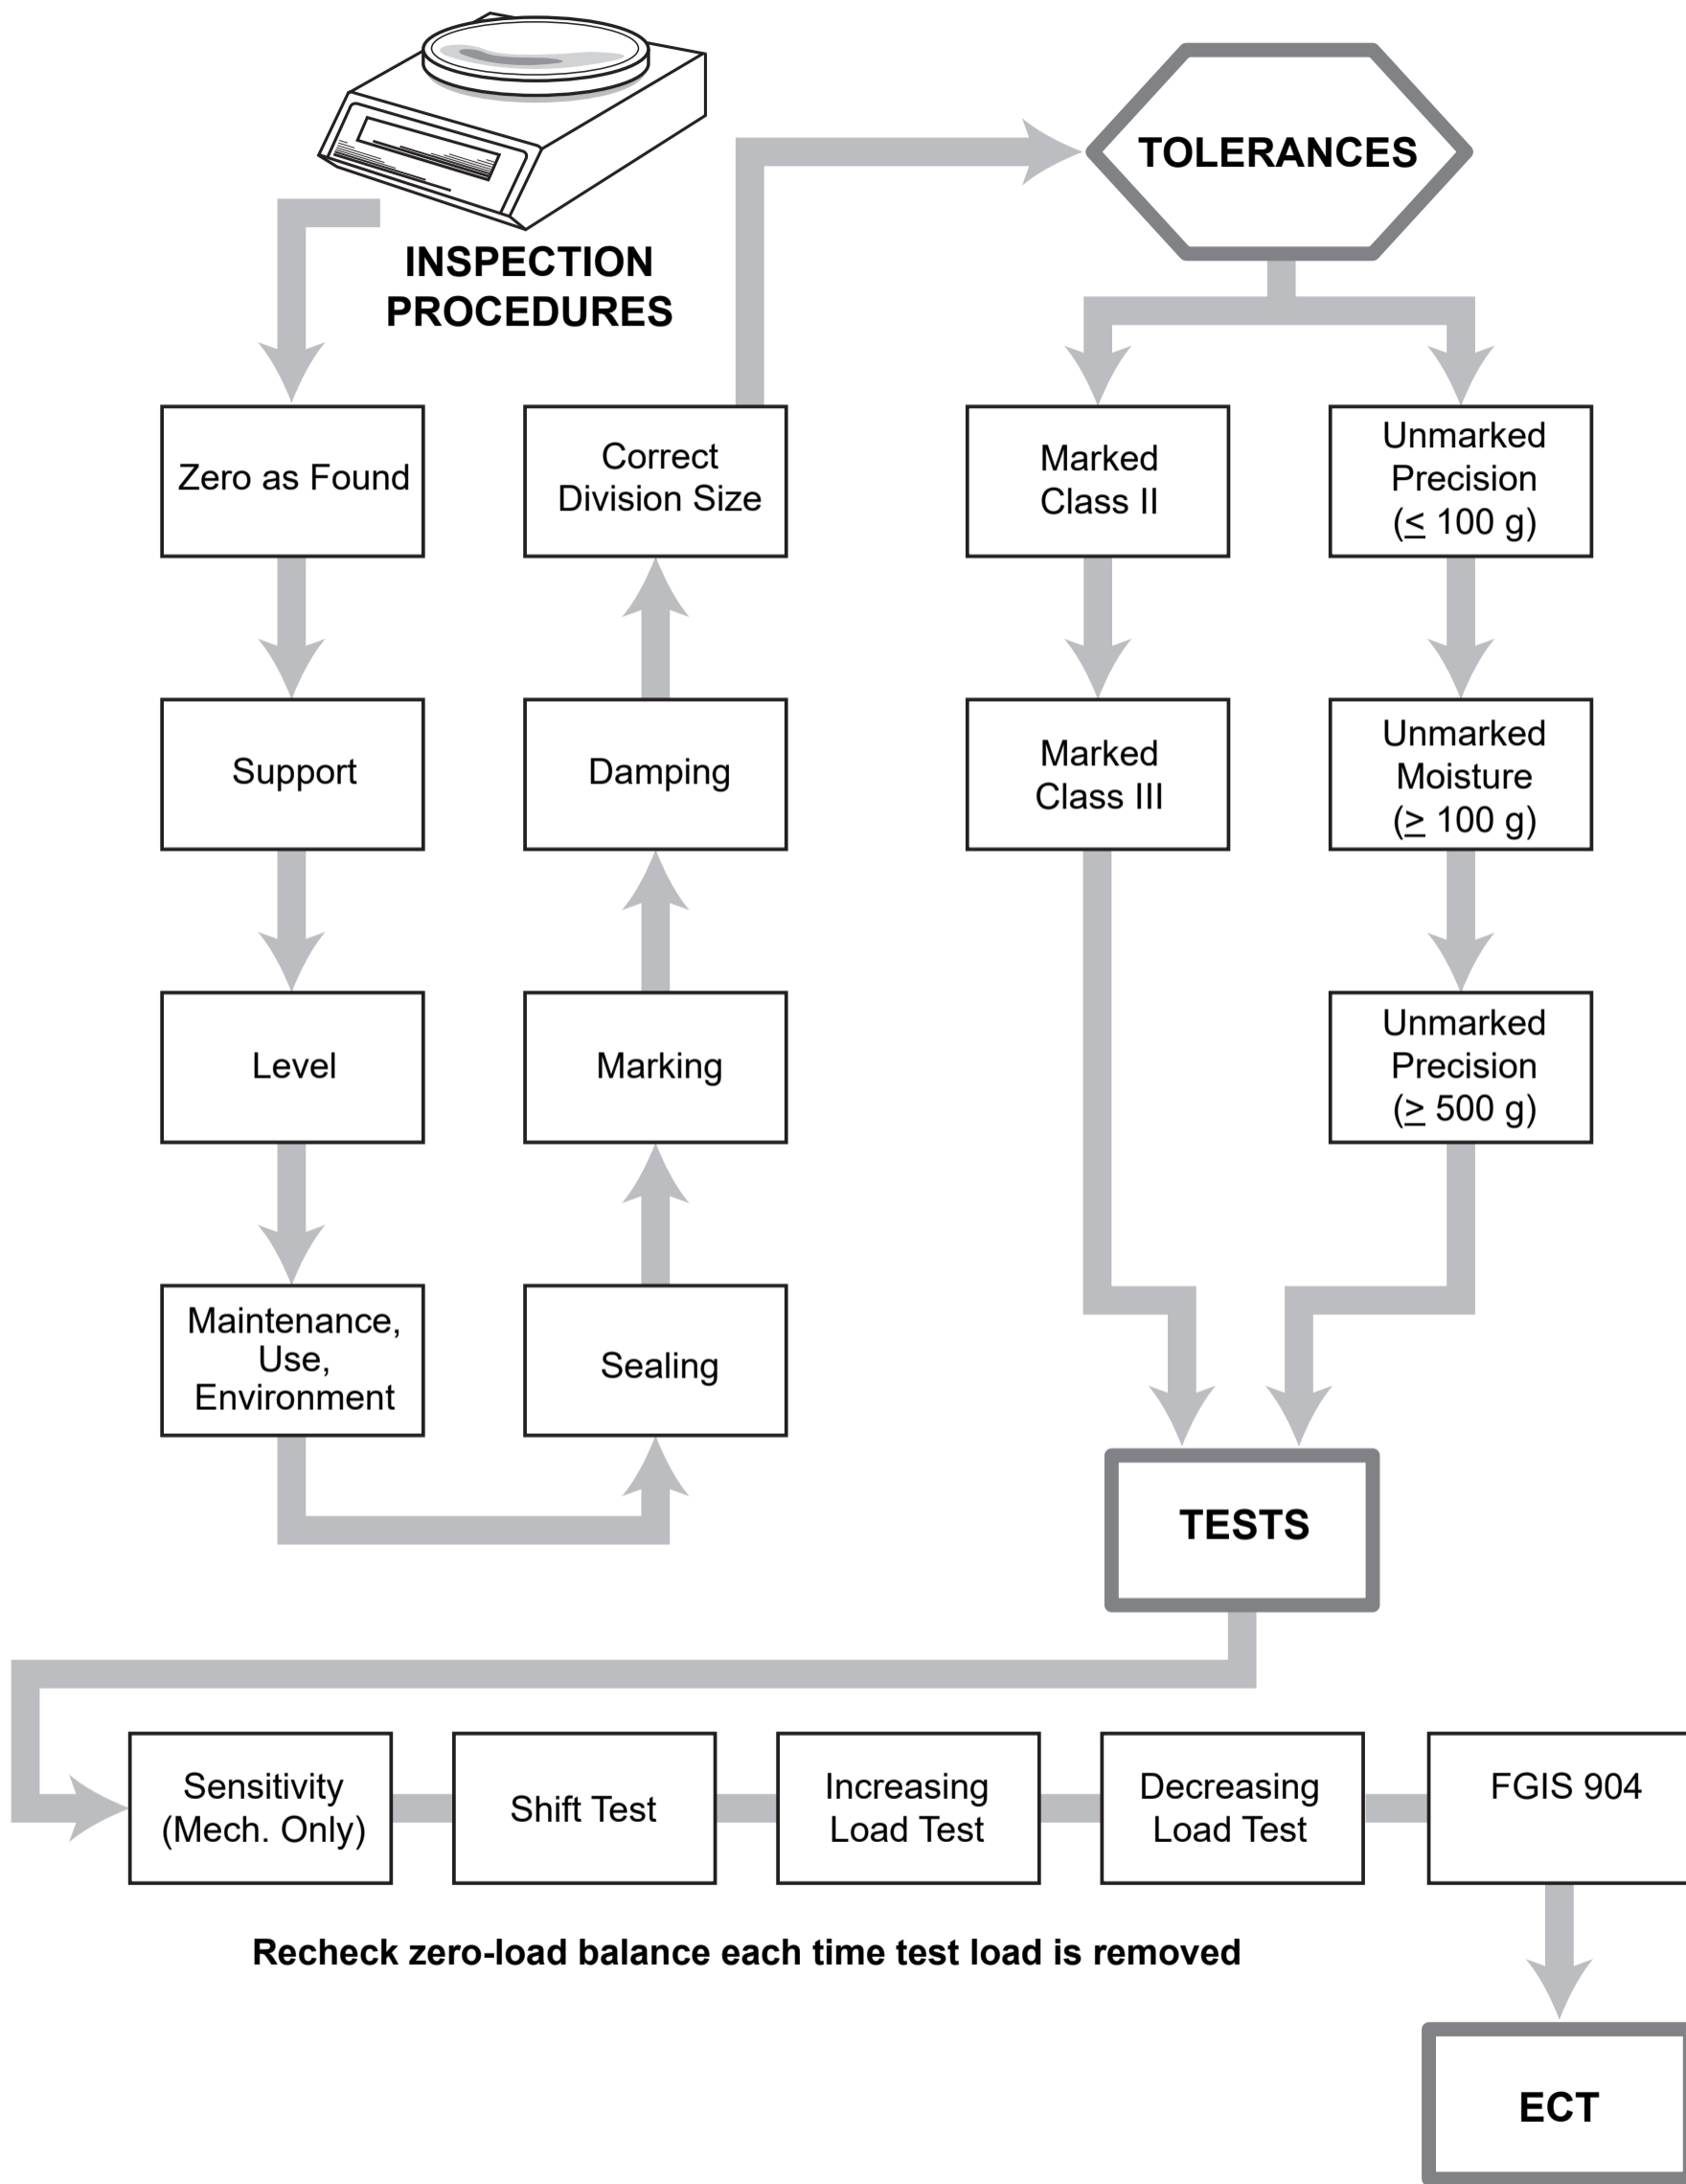 INSPECTION
PROCEDURES
TOLERANCES
Zero as Found
Correct
Division Size
Marked
Class II
Unmarked
Precision
(≤ 100 g)
Support
Damping
Marked
Class III
Unmarked
Moisture
(≥ 100 g)
Level
Marking
Unmarked
Precision
(≥ 500 g)
Maintenance,
Use,
Environment
Sealing
TESTS
Sensitivity
(Mech. Only)
Shift Test
Increasing
Load Test
Decreasing
Load Test
FGIS 904
Recheck zero-load balance each time test load is removed
ECT